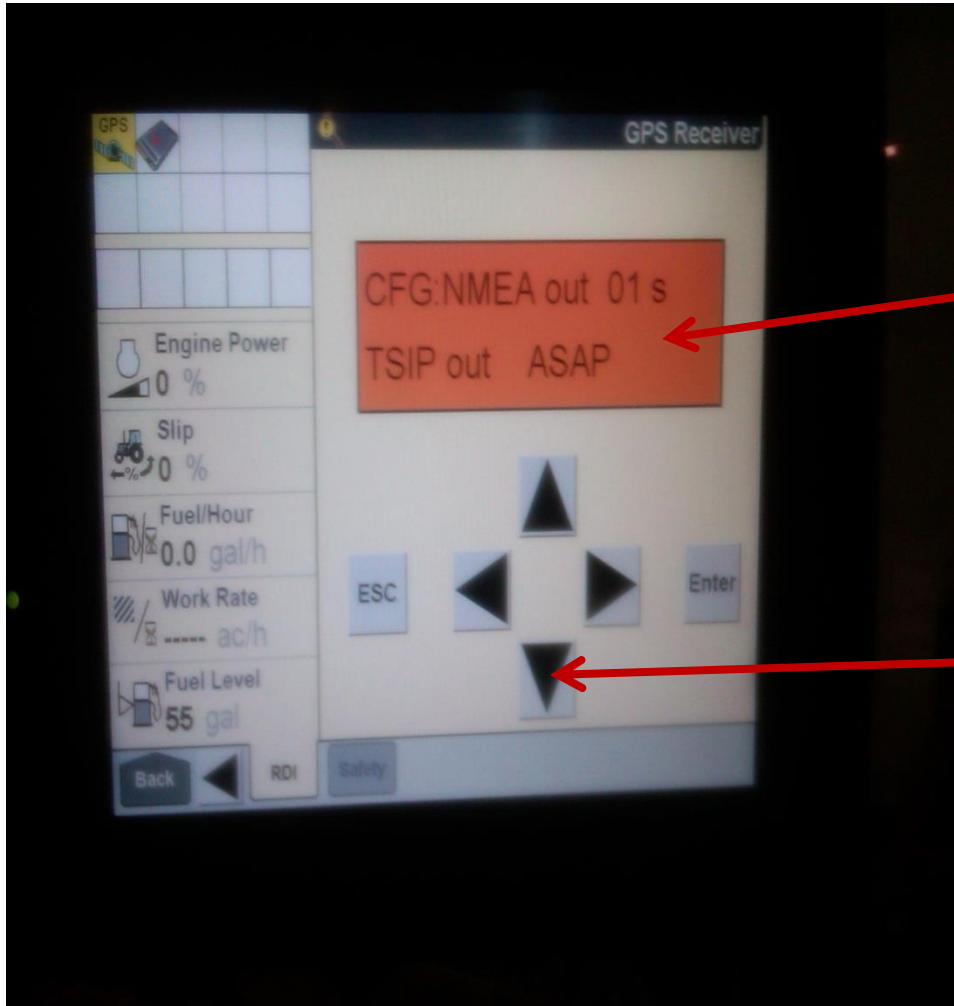 GPS
GPS Receiver
CFG:NMEA out 01 s
TSIP out ASAP
Engine Power
0 %
Slip
0 %
Fuel/Hour
0.0 gal/h
Work Rate
----- ac/h
Fuel Level
55 gal
ESC
Enter
Back
RDI
Safety